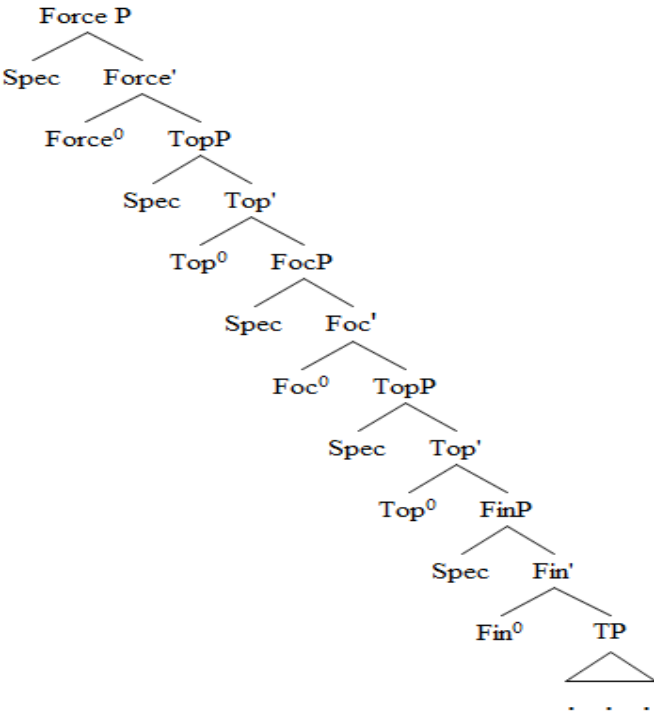 Force P
Spec Force'
Force⁰ TopP
Spec Top'
Top⁰ FocP
Spec Foc'
Foc⁰ TopP
Spec Top'
Top⁰ FinP
Spec Fin'
Fin⁰ TP